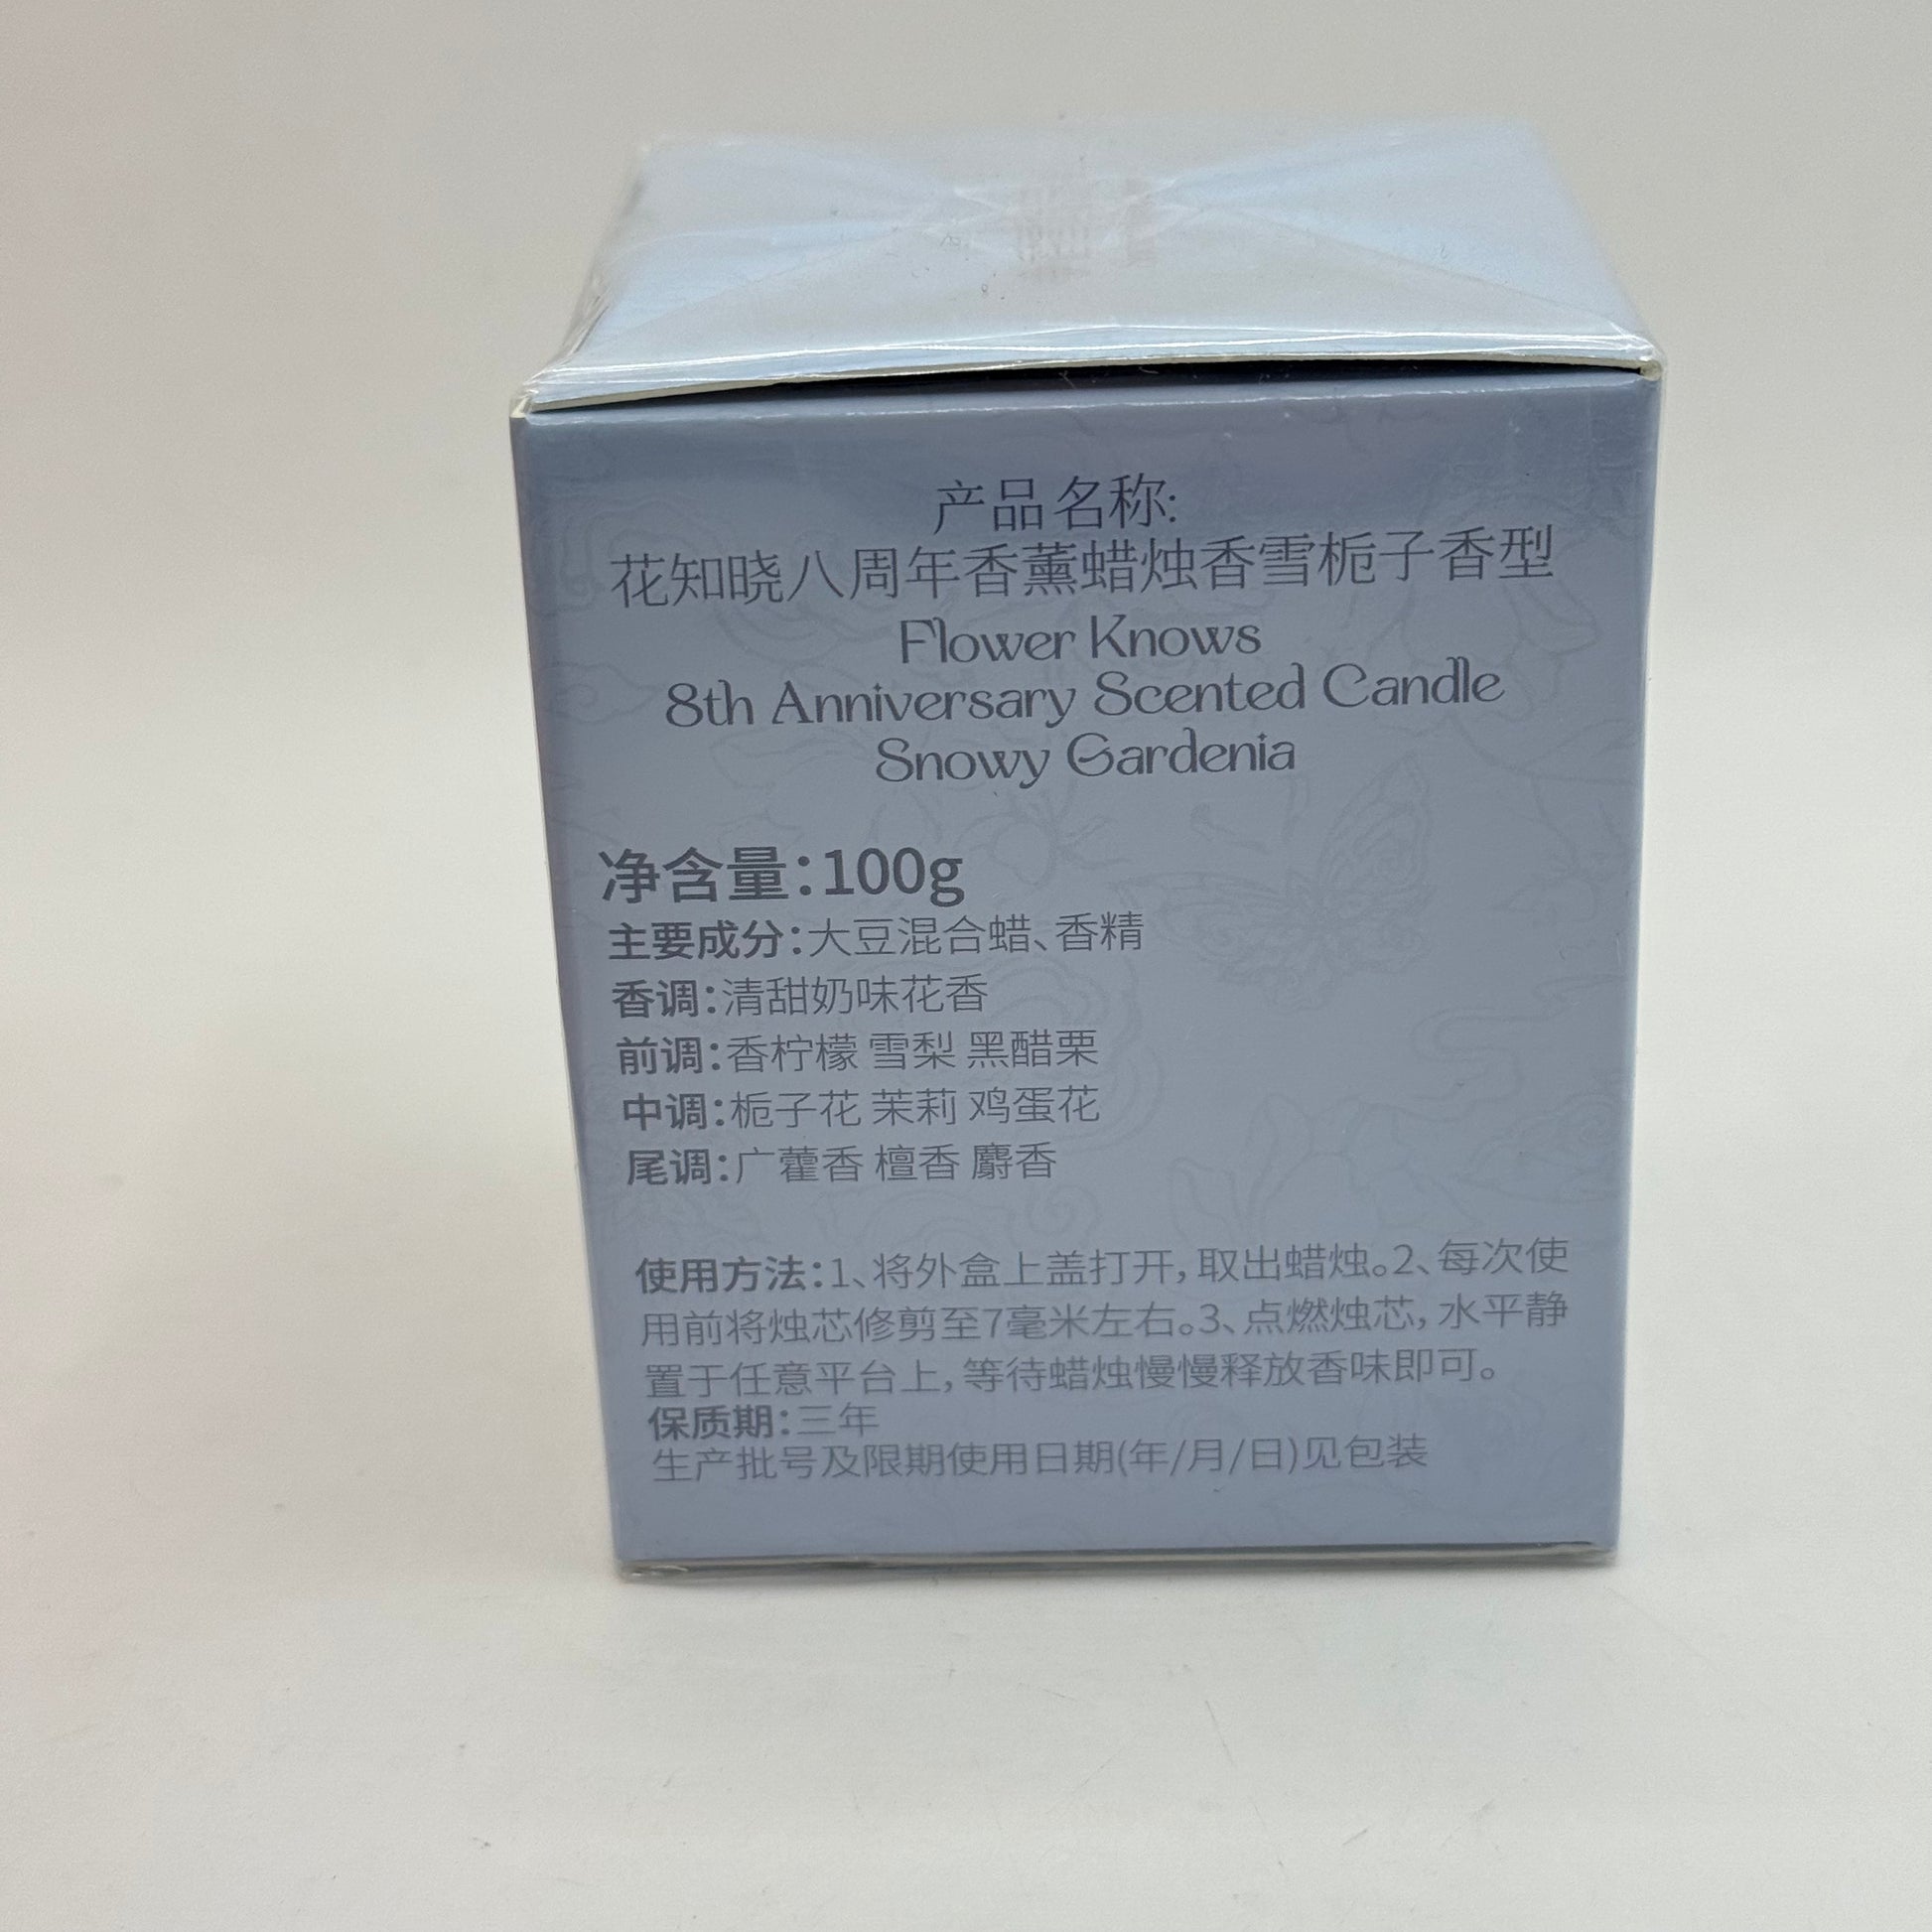 产品名称:
花知晓八周年香薰蜡烛香雪栀子香型
Flower Knows
8th Anniversary Scented Candle
Snowy Gardenia
净含量：100g
主要成分：大豆混合蜡、香精
香调：清甜奶味花香
前调：香柠檬 雪梨 黑醋栗
中调：栀子花 茉莉 鸡蛋花
尾调：广藿香 檀香 麝香
使用方法：1、将外盒上盖打开，取出蜡烛。2、每次使
用前将烛芯修剪至7毫米左右。3、点燃烛芯，水平静
置于任意平台上，等待蜡烛慢慢释放香味即可。
保质期：三年
生产批号及限期使用日期(年/月/日)见包装